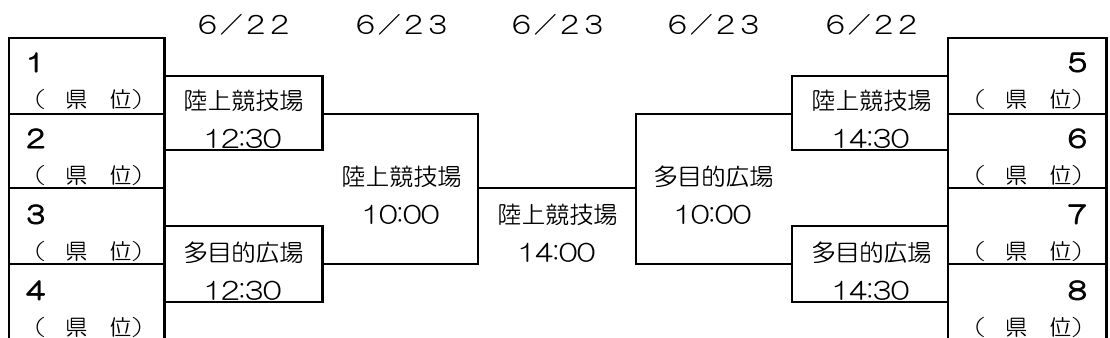 6／22 6／23 6／23 6／23 6／22
1
（ 県 位）
2
（ 県 位）
3
（ 県 位）
4
（ 県 位）
陸上競技場
12:30
多目的広場
12:30
陸上競技場
10:00
陸上競技場
14:00
多目的広場
10:00
陸上競技場
14:30
多目的広場
14:30
5
（ 県 位）
6
（ 県 位）
7
（ 県 位）
8
（ 県 位）